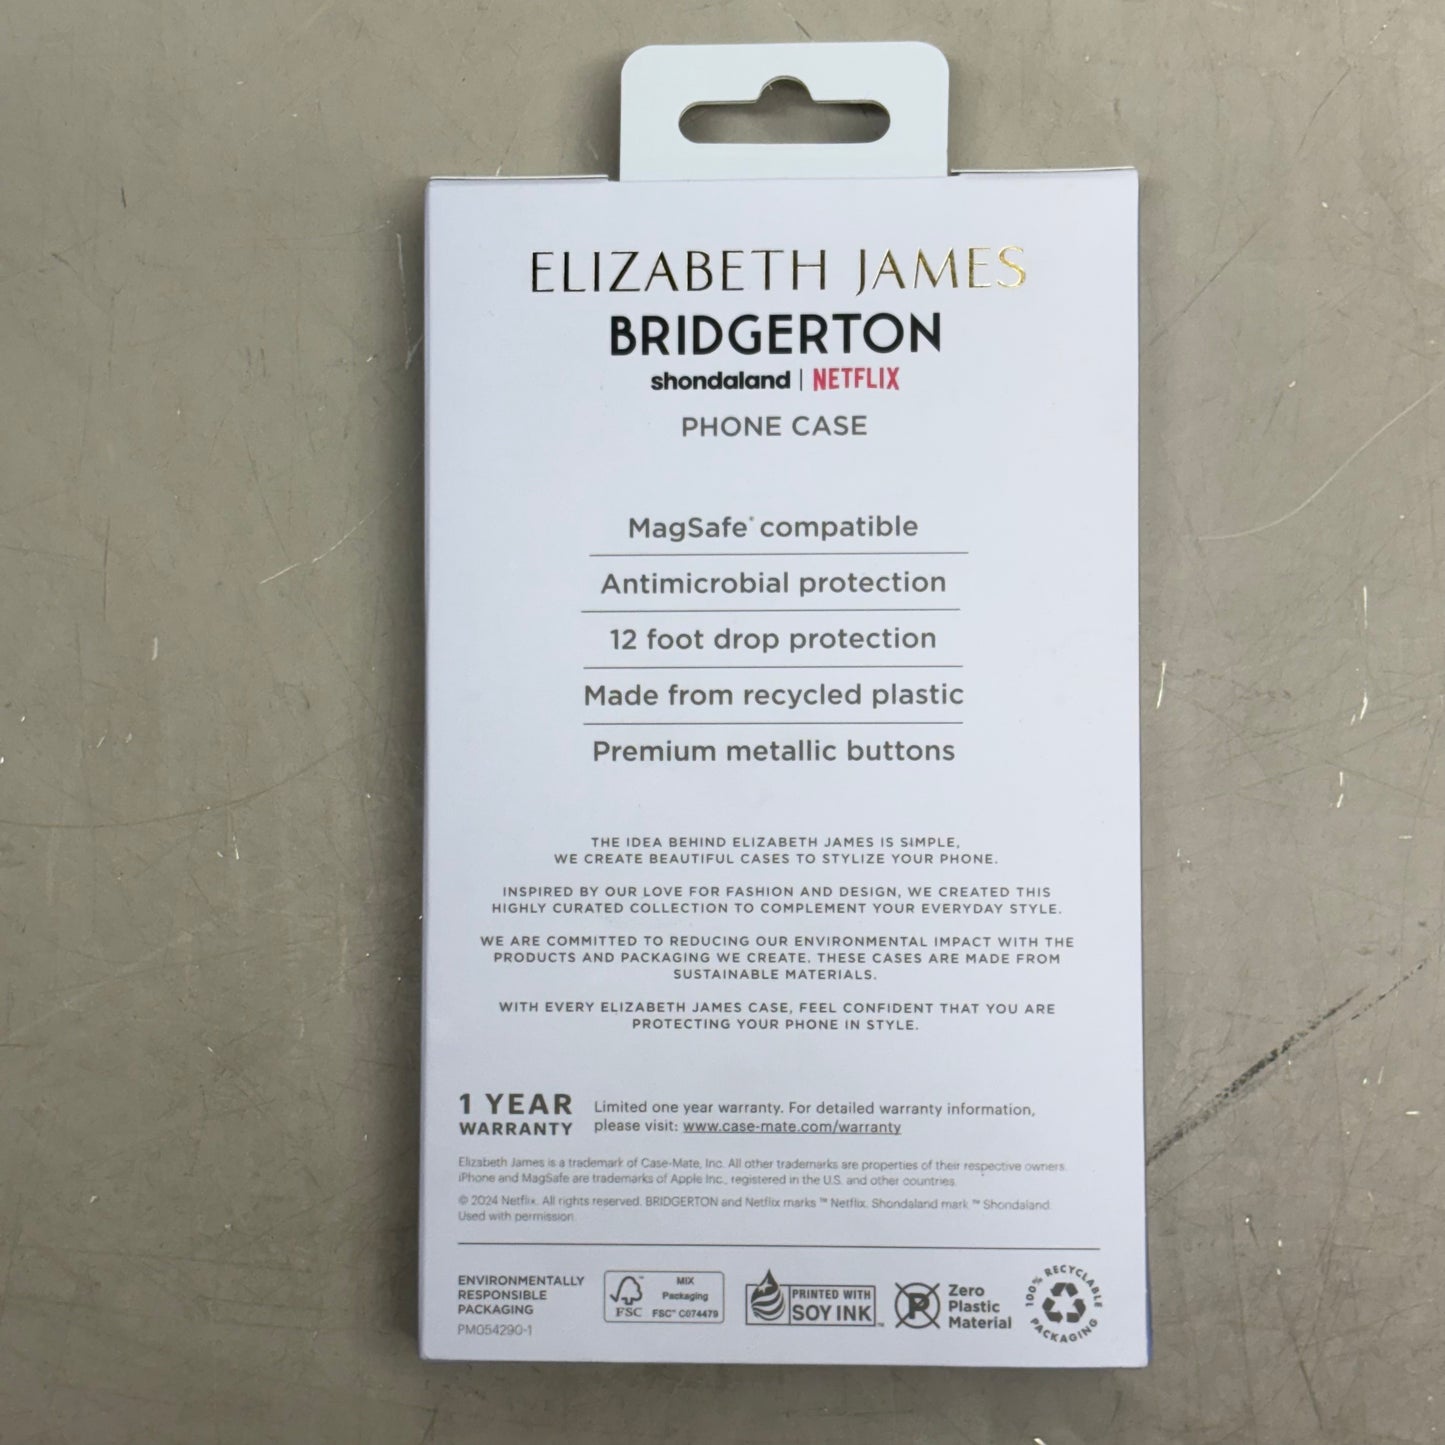 ELIZABETH JAMES
BRIDGERTON
shondaland | NETFLIX
PHONE CASE
MagSafe® compatible
Antimicrobial protection
12 foot drop protection
Made from recycled plastic
Premium metallic buttons
THE IDEA BEHIND ELIZABETH JAMES IS SIMPLE,
WE CREATE BEAUTIFUL CASES TO STYLIZE YOUR PHONE.
INSPIRED BY OUR LOVE FOR FASHION AND DESIGN, WE CREATED THIS
HIGHLY CURATED COLLECTION TO COMPLEMENT YOUR EVERYDAY STYLE.
WE ARE COMMITTED TO REDUCING OUR ENVIRONMENTAL IMPACT WITH THE
PRODUCTS AND PACKAGING WE CREATE. THESE CASES ARE MADE FROM
SUSTAINABLE MATERIALS.
WITH EVERY ELIZABETH JAMES CASE, FEEL CONFIDENT THAT YOU ARE
PROTECTING YOUR PHONE IN STYLE.
1 YEAR
WARRANTY
Limited one year warranty. For detailed warranty information,
please visit: www.case-mate.com/warranty
Elizabeth James is a trademark of Case-Mate, Inc. All other trademarks are properties of their respective owners.
iPhone and MagSafe are trademarks of Apple Inc., registered in the U.S. and other countries.
© 2024 Netflix. All rights reserved. BRIDGERTON and Netflix marks ™ Netflix. Shondaland mark ™ Shondaland.
Used with permission.
ENVIRONMENTALLY
RESPONSIBLE
PACKAGING
PM054290-1
FSC
MIX
Packaging
FSC™ C074479
PRINTED WITH
SOY INK™
P
Zero
Plastic
Material
100% RECYCLABLE
PACKAGING